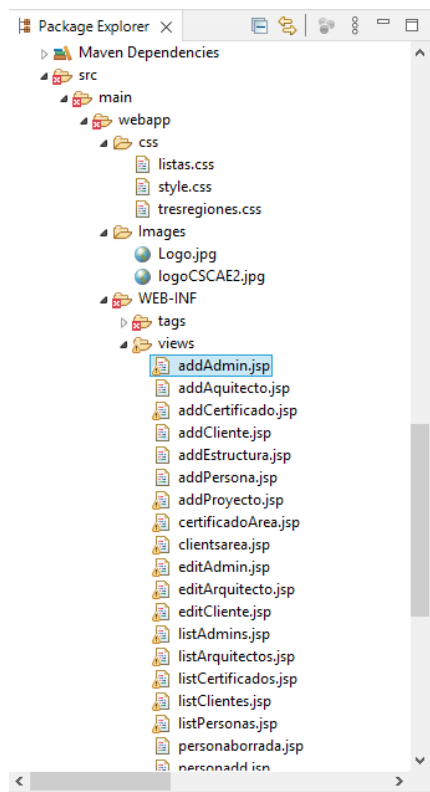 Package Explorer
Maven Dependencies
src
main
webapp
css
listas.css
style.css
tresregiones.css
Images
Logo.jpg
logoCSCAE2.jpg
WEB-INF
tags
views
addAdmin.jsp
addAquitecto.jsp
addCertificado.jsp
addCliente.jsp
addEstructura.jsp
addPersona.jsp
addProyecto.jsp
certificadoArea.jsp
clientsarea.jsp
editAdmin.jsp
editArquitecto.jsp
editCliente.jsp
listAdmins.jsp
listArquitectos.jsp
listCertificados.jsp
listClientes.jsp
listPersonas.jsp
personaborrada.jsp
personadd.jsp